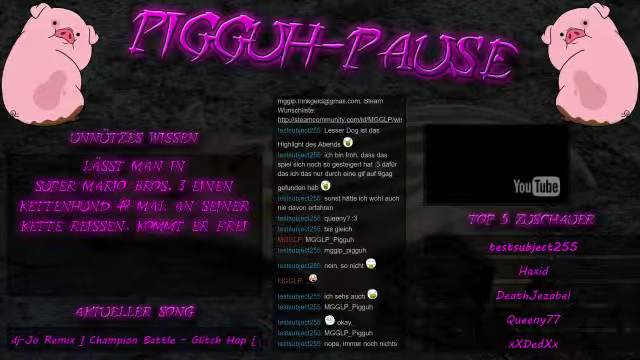 PIGGUH-PAUSE
UNNÜTZES WISSEN
LÄSST MAN IN
SUPER MARIO BROS. 3 EINEN
KETTENHUND 49 MAL AN SEINER
KETTE REISSEN, KOMMT ER FREI
AKTUELLER SONG
dj-Jo Remix ] Champion Battle - Glitch Hop [
mgglp.trinkgeld@gmail.com, Steam
Wunschliste:
http://steamcommunity.com/id/MGGLP/wi
testsubject255: Lesser Dog ist das
Highlight des Abends
testsubject255: ich bin froh, dass das
spiel sich noch so gesteigert hat :3 dafür
das ich das nur durch eine gif auf 9gag
gefunden hab
testsubject255: sonst hätte ich wohl auch
nie davon erfahren
testsubject255: queeny? :3
testsubject255: bis gleich
MGGLP: MGGLP_Pigguh
testsubject255: mgglp_pigguh
testsubject255: nein, so nicht
MGGLP:
testsubject255: ich sehs auch
testsubject255: MGGLP_Pigguh
testsubject255: okay
testsubject255: MGGLP_Pigguh
testsubject255: nope, immer noch nichts
YouTube
TOP 5 ZUSCHAUER
testsubject255
Haxid
DeathJezabel
Queeny77
xXDedXx